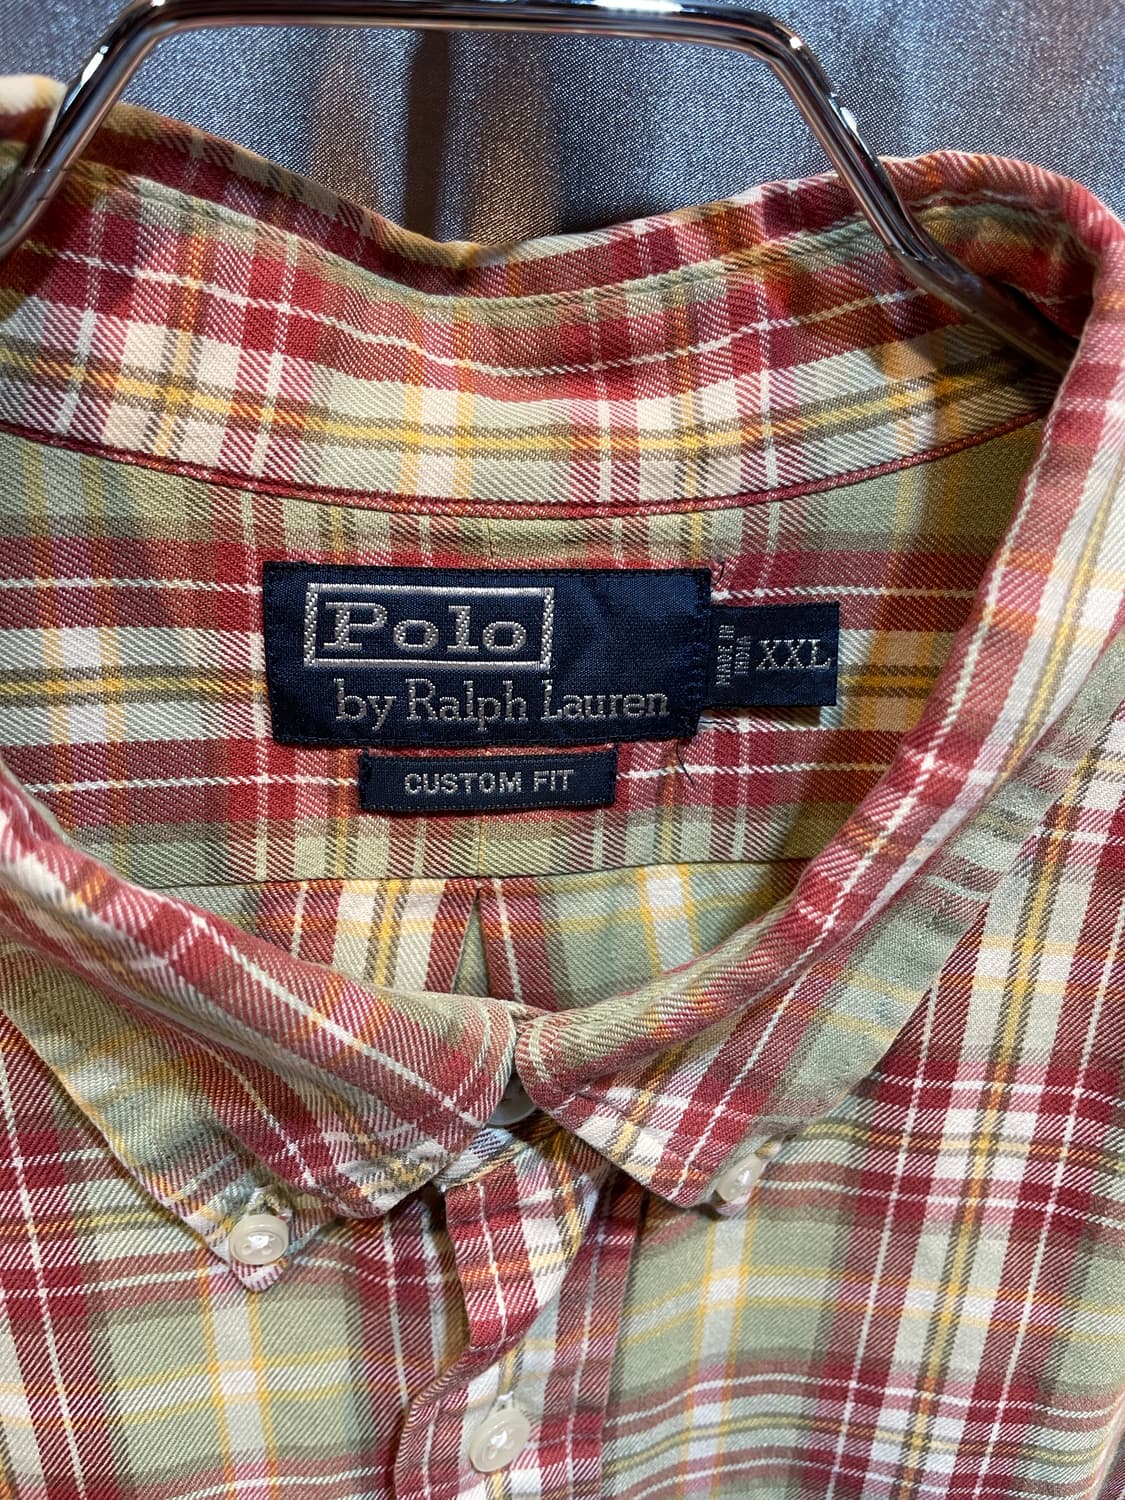 Polo
by Ralph Lauren
MADE IN
INDIA
XXL
CUSTOM FIT